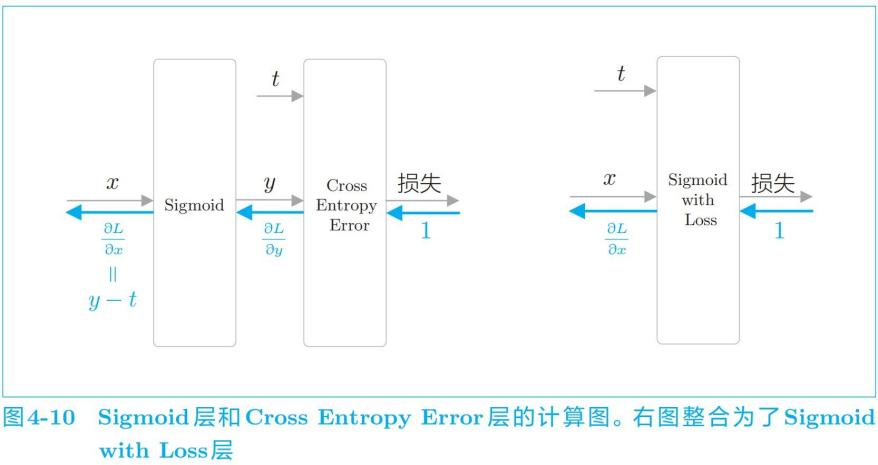 t
x
Sigmoid
y
Cross
Entropy
Error
损失
∂L
∂x
=
y − t
∂L
∂y
1
t
x
Sigmoid
with
Loss
损失
∂L
∂x
1
图4-10 Sigmoid层和Cross Entropy Error层的计算图。右图整合为了Sigmoid
with Loss层